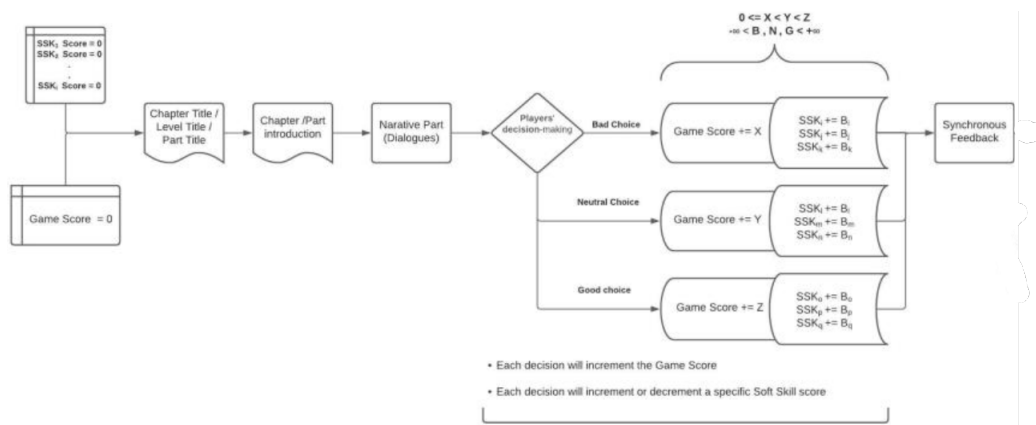 SSK₁ Score = 0
SSK₂ Score = 0
.
.
SSKᵢ Score = 0
Game Score = 0
Chapter Title /
Level Title /
Part Title
Chapter /Part
introduction
Narative Part
(Dialogues)
Players'
decision-making
Bad Choice
Neutral Choice
Good choice
0 <= X < Y < Z
-∞ < B , N, G < +∞
Game Score += X
SSKᵢ += Bᵢ
SSKⱼ += Bⱼ
SSKₖ += Bₖ
Game Score += Y
SSKₗ += Bₗ
SSKₘ += Bₘ
SSKₙ += Bₙ
Game Score += Z
SSKₒ += Bₒ
SSKₚ += Bₚ
SSK_q += B_q
Synchronous
Feedback
• Each decision will increment the Game Score
• Each decision will increment or decrement a specific Soft Skill score